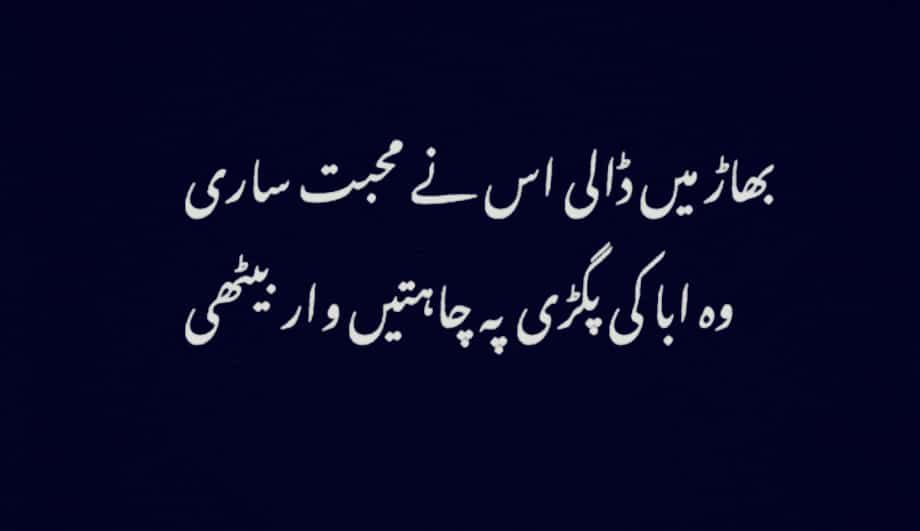 بھاڑ میں ڈالی اس نے محبت ساری
وہ ابا کی پگڑی پہ چاہتیں وار بیٹھی